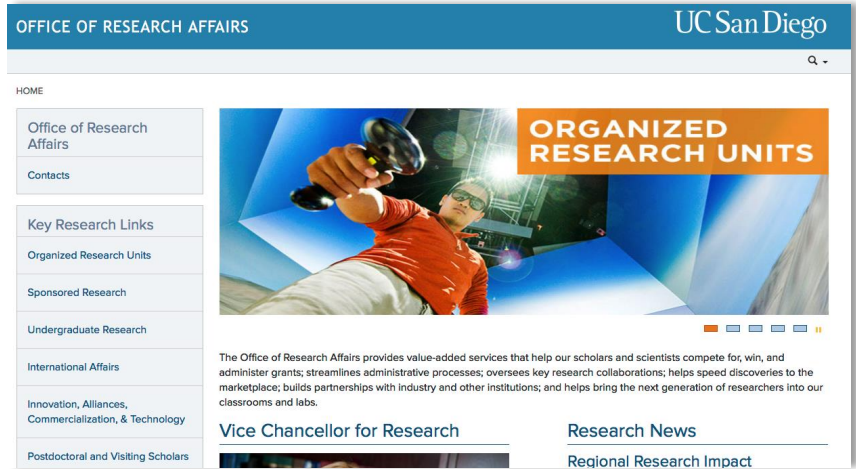 OFFICE OF RESEARCH AFFAIRS
UC San Diego
HOME
Office of Research
Affairs
Contacts
Key Research Links
Organized Research Units
Sponsored Research
Undergraduate Research
International Affairs
Innovation, Alliances,
Commercialization, & Technology
Postdoctoral and Visiting Scholars
ORGANIZED
RESEARCH UNITS
The Office of Research Affairs provides value-added services that help our scholars and scientists compete for, win, and
administer grants; streamlines administrative processes; oversees key research collaborations; helps speed discoveries to the
marketplace; builds partnerships with industry and other institutions; and helps bring the next generation of researchers into our
classrooms and labs.
Vice Chancellor for Research
Research News
Regional Research Impact